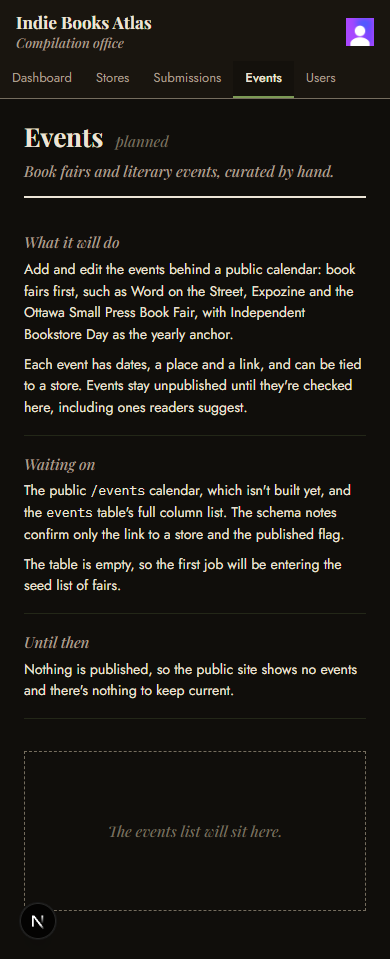 Indie Books Atlas
Compilation office
Dashboard Stores Submissions Events Users
Events planned
Book fairs and literary events, curated by hand.
What it will do
Add and edit the events behind a public calendar: book
fairs first, such as Word on the Street, Expozine and the
Ottawa Small Press Book Fair, with Independent
Bookstore Day as the yearly anchor.
Each event has dates, a place and a link, and can be tied
to a store. Events stay unpublished until they're checked
here, including ones readers suggest.
Waiting on
The public /events calendar, which isn't built yet, and
the events table's full column list. The schema notes
confirm only the link to a store and the published flag.
The table is empty, so the first job will be entering the
seed list of fairs.
Until then
Nothing is published, so the public site shows no events
and there's nothing to keep current.
The events list will sit here.
N